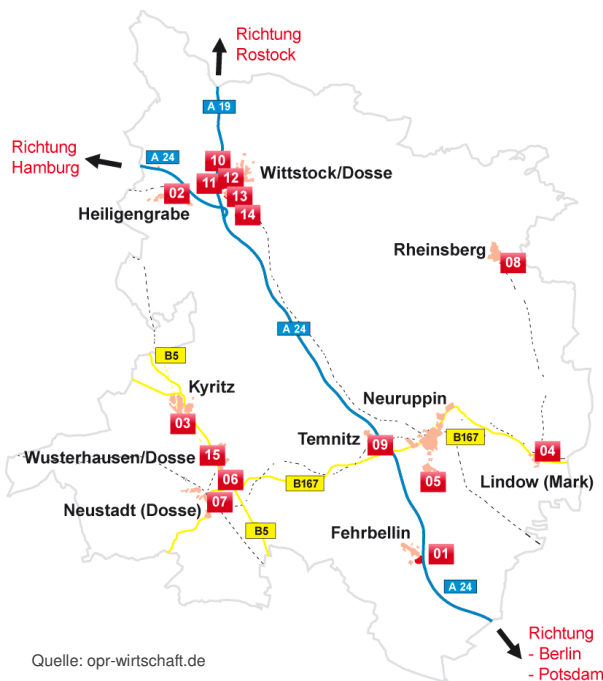 Richtung
Rostock
A 19
Richtung
Hamburg
A 24
10
Wittstock/Dosse
11
12
02
13
Heiligengrabe
14
Rheinsberg
08
A 24
B5
Kyritz
Neuruppin
03
Temnitz
09
B167
04
15
Wusterhausen/Dosse
06
B167
05
Lindow (Mark)
07
Neustadt (Dosse)
B5
Fehrbellin
01
A 24
Richtung
- Berlin
- Potsdam
Quelle: opr-wirtschaft.de